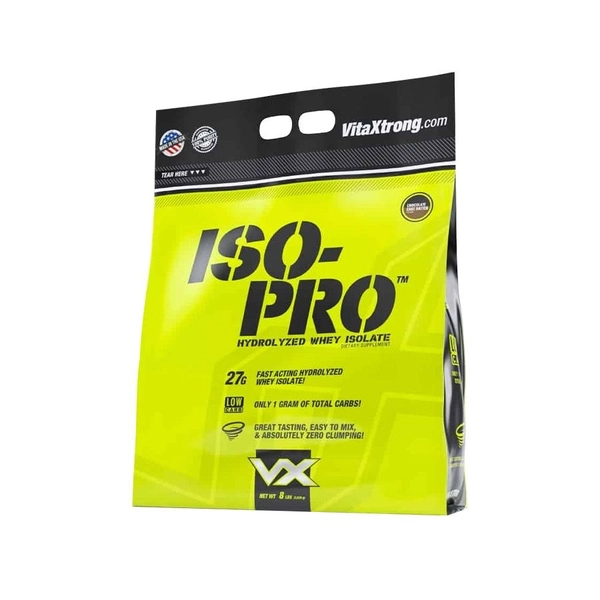 VitaXtrong.com
TEAR HERE
ISO-
PRO™
HYDROLYZED WHEY ISOLATE
DIETARY SUPPLEMENT
27G
FAST ACTING HYDROLYZED
WHEY ISOLATE!
LOW
CARB
ONLY 1 GRAM OF TOTAL CARBS!
GREAT TASTING, EASY TO MIX,
& ABSOLUTELY ZERO CLUMPING!
VX
NET WT 8 LBS